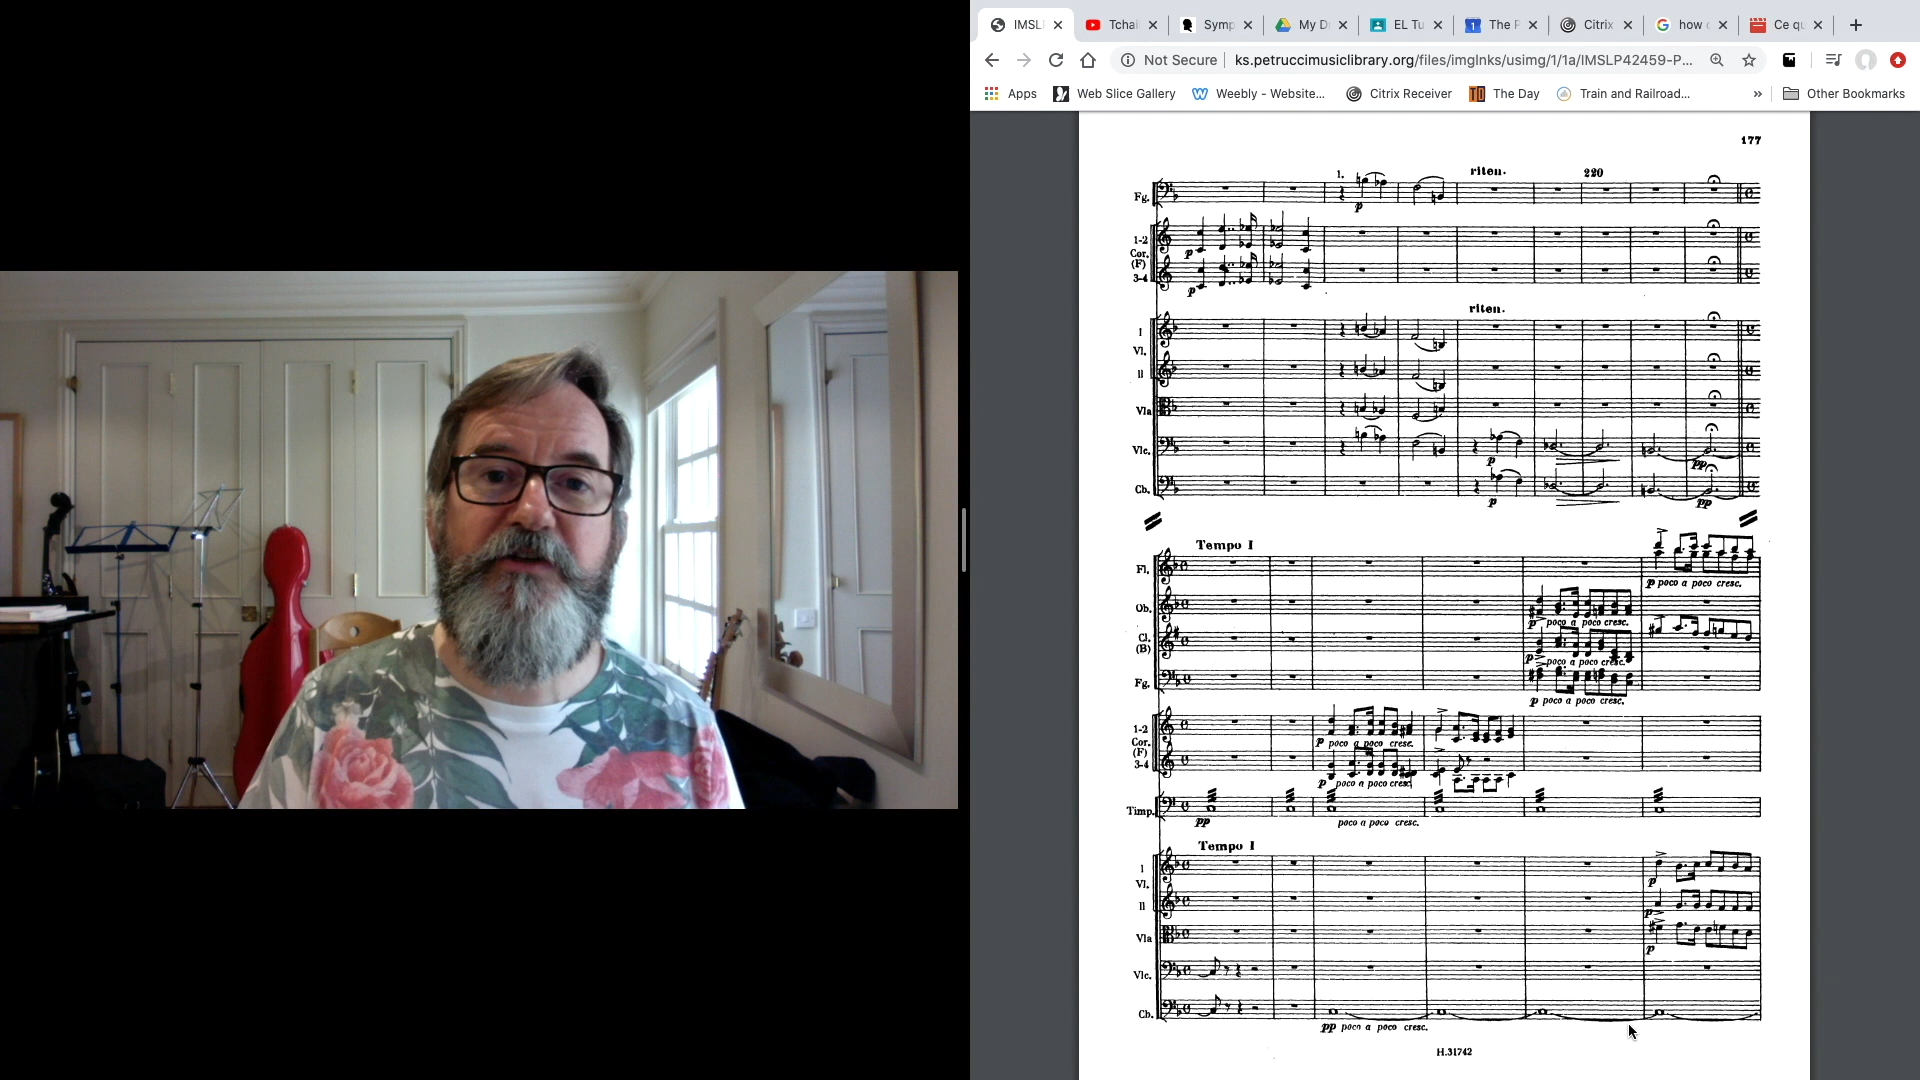 IMSL
Tchai
Symp
My D
EL Tu
The F
Citrix
how
Ce qu
Not Secure
ks.petruccimusiclibrary.org/files/imglnks/usimg/1/1a/IMSLP42459-P...
Apps
Web Slice Gallery
Weebly - Website...
Citrix Receiver
The Day
Train and Railroad...
»
Other Bookmarks
177
riten.
220
1.
Fg.
p
1-2
Cor.
(F)
3-4
p
p
riten.
I
Vl.
II
Vla
Vlc.
p
pp
Cb.
p
pp
Tempo I
Fl.
p poco a poco cresc.
Ob.
p poco a poco cresc.
Cl.
(B)
p poco a poco cresc.
Fg.
p poco a poco cresc.
1-2
Cor.
(F)
3-4
p poco a poco cresc.
p poco a poco cresc.
Timp.
pp
poco a poco cresc.
Tempo I
I
Vl.
II
p
p
Vla
p
Vlc.
Cb.
pp poco a poco cresc.
H.31742